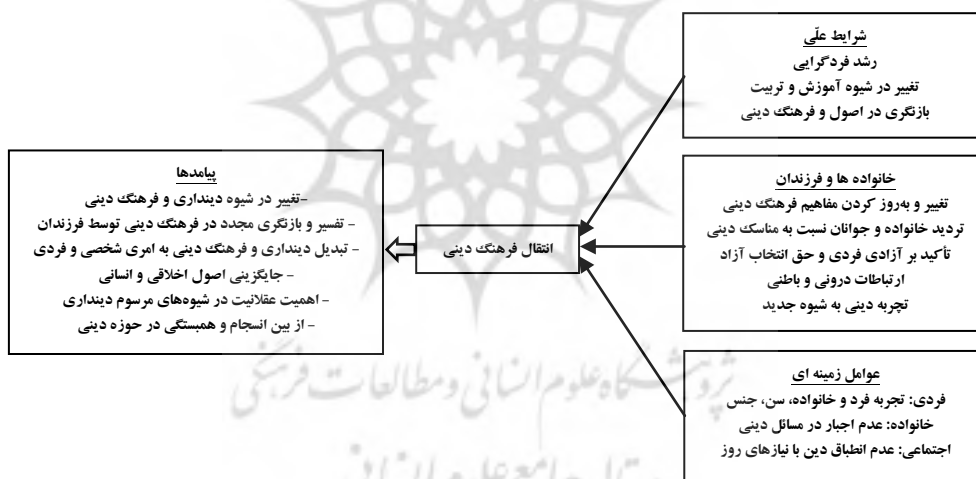 شرایط علّی
رشد فردگرایی
تغییر در شیوه آموزش و تربیت
بازنگری در اصول و فرهنگ دینی
خانواده ها و فرزندان
تغییر و به‌روز کردن مفاهیم فرهنگ دینی
تردید خانواده و جوانان نسبت به مناسک دینی
تأکید بر آزادی فردی و حق انتخاب آزاد
ارتباطات درونی و باطنی
تجربه دینی به شیوه جدید
عوامل زمینه ای
فردی: تجربه فرد و خانواده، سن، جنس
خانواده: عدم اجبار در مسائل دینی
اجتماعی: عدم انطباق دین با نیازهای روز
انتقال فرهنگ دینی
پیامدها
-تغییر در شیوه دینداری و فرهنگ دینی
- تفسیر و بازنگری مجدد در فرهنگ دینی توسط فرزندان
- تبدیل دینداری و فرهنگ دینی به امری شخصی و فردی
- جایگزینی اصول اخلاقی و انسانی
- اهمیت عقلانیت در شیوه‌های مرسوم دینداری
- از بین انسجام و همبستگی در حوزه دینی
پژوهشگاه علوم انسانی و مطالعات فرهنگی